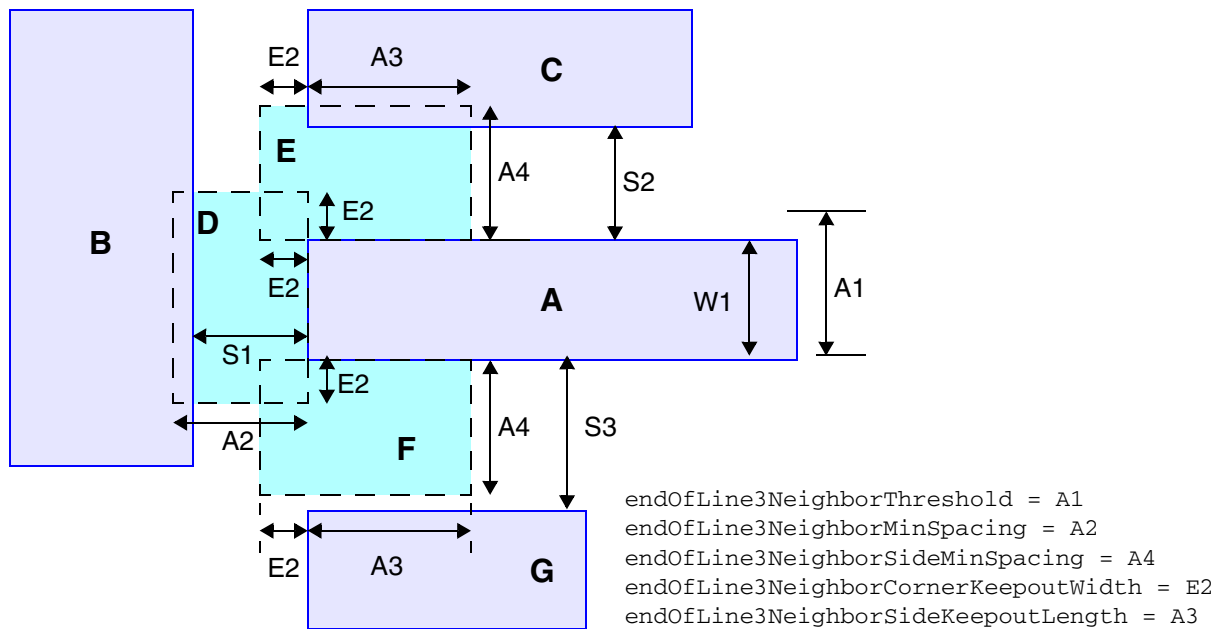 E2
A3
C
E
A4
S2
E2
D
B
E2
A
W1
A1
S1
E2
A2
F
A4
S3
E2
A3
G
endOfLine3NeighborThreshold = A1
endOfLine3NeighborMinSpacing = A2
endOfLine3NeighborSideMinSpacing = A4
endOfLine3NeighborCornerKeepoutWidth = E2
endOfLine3NeighborSideKeepoutLength = A3